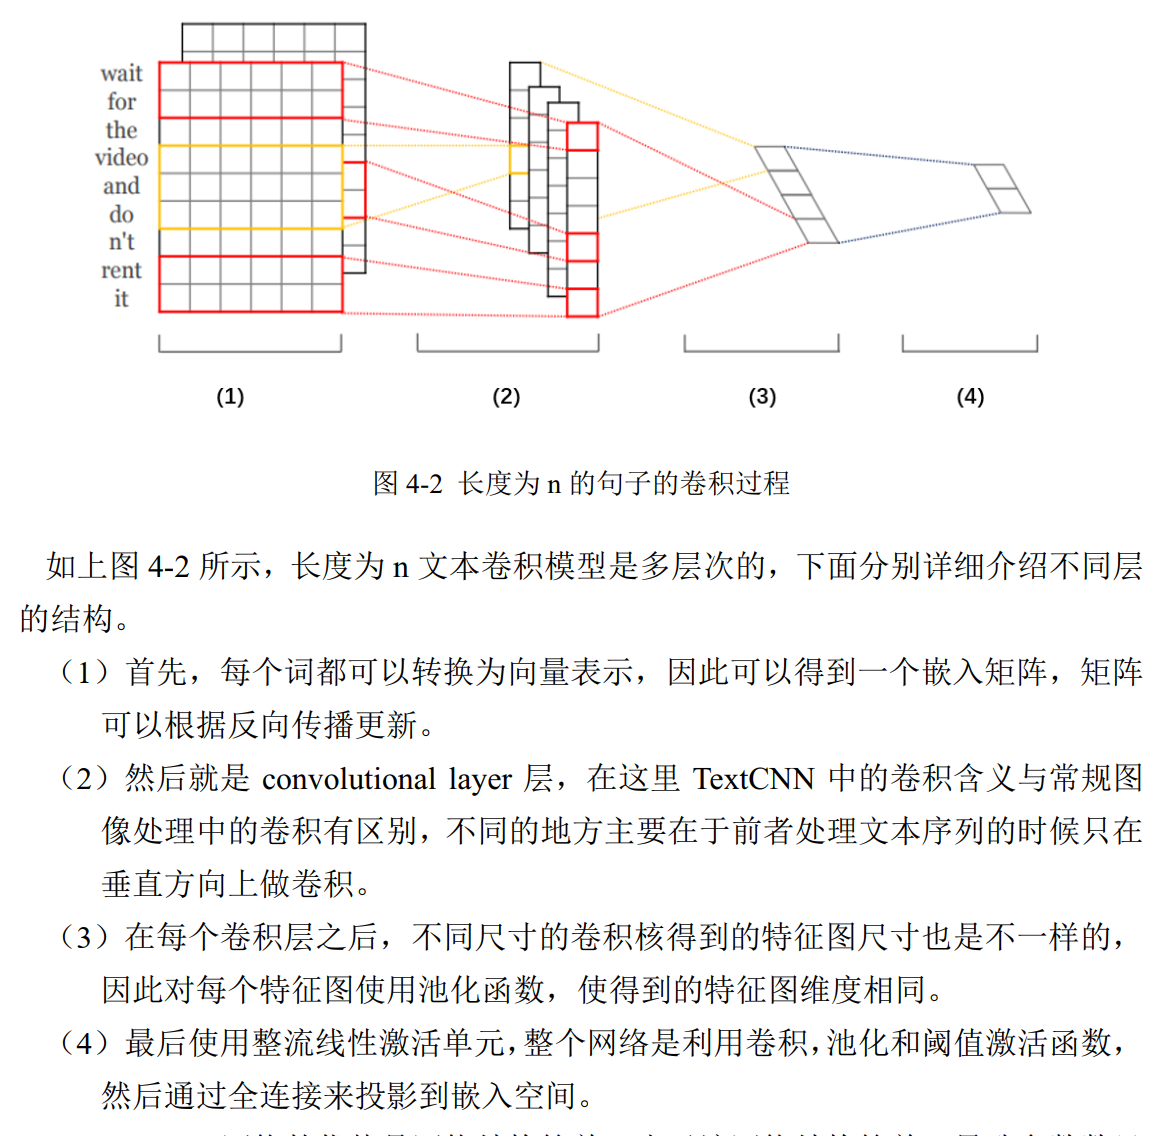 wait
for
the
video
and
do
n't
rent
it
(1) (2) (3) (4)
图 4-2 长度为 n 的句子的卷积过程
如上图 4-2 所示，长度为 n 文本卷积模型是多层次的，下面分别详细介绍不同层
的结构。
（1）首先，每个词都可以转换为向量表示，因此可以得到一个嵌入矩阵，矩阵
可以根据反向传播更新。
（2）然后就是 convolutional layer 层，在这里 TextCNN 中的卷积含义与常规图
像处理中的卷积有区别，不同的地方主要在于前者处理文本序列的时候只在
垂直方向上做卷积。
（3）在每个卷积层之后，不同尺寸的卷积核得到的特征图尺寸也是不一样的，
因此对每个特征图使用池化函数，使得到的特征图维度相同。
（4）最后使用整流线性激活单元，整个网络是利用卷积，池化和阈值激活函数，
然后通过全连接来投影到嵌入空间。